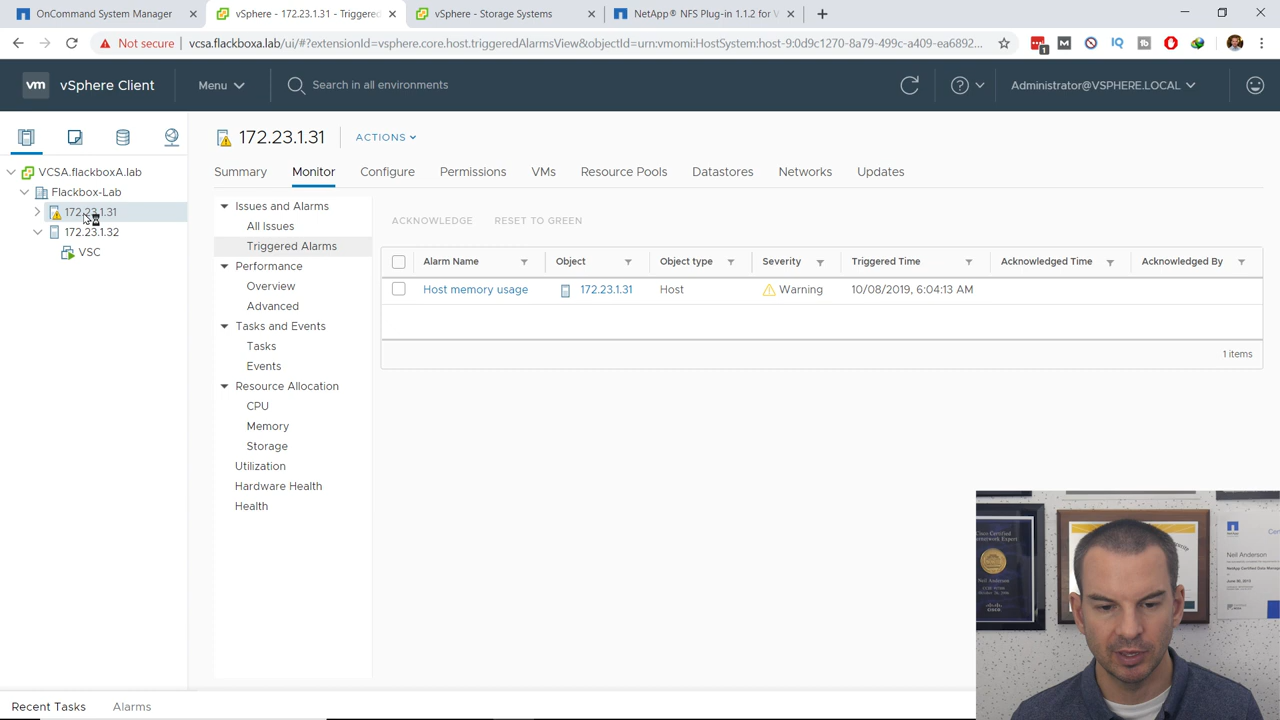 OnCommand System Manager
vSphere - 172.23.1.31 - Triggered
vSphere - Storage Systems
NetApp® NFS Plug-in 1.1.2 for V
Not secure
vcsa.flackboxa.lab/ui/#?extensionId=vsphere.core.host.triggeredAlarmsView&objectId=urn:vmomi:HostSystem:host-9:0d9c1270-8a79-499c-a409-ea6892...
vm vSphere Client
Menu
Search in all environments
Administrator@VSPHERE.LOCAL
VCSA.flackboxA.lab
Flackbox-Lab
172.23.1.31
172.23.1.32
VSC
172.23.1.31
ACTIONS
Summary Monitor Configure Permissions VMs Resource Pools Datastores Networks Updates
Issues and Alarms
All Issues
Triggered Alarms
Performance
Overview
Advanced
Tasks and Events
Tasks
Events
Resource Allocation
CPU
Memory
Storage
Utilization
Hardware Health
Health
ACKNOWLEDGE RESET TO GREEN
Alarm Name Object Object type Severity Triggered Time Acknowledged Time Acknowledged By
Host memory usage 172.23.1.31 Host Warning 10/08/2019, 6:04:13 AM
1 items
Neil Anderson
Neil Anderson
Recent Tasks Alarms